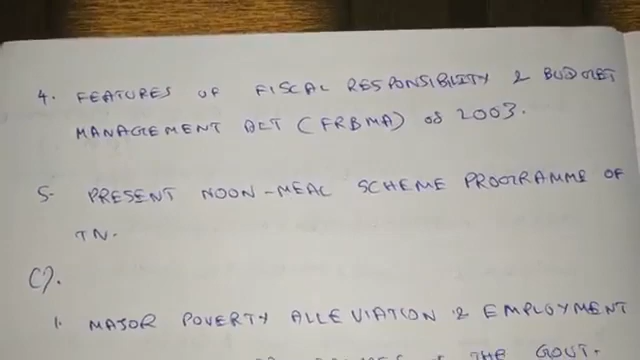 4. FEATURES OF FISCAL RESPONSIBILITY & BUDGET
MANAGEMENT ACT (FRBMA) OF 2003.
5. PRESENT NOON-MEAL SCHEME PROGRAMME OF
TN.
C).
1. MAJOR POVERTY ALLEVIATION & EMPLOYMENT
THE GOVT.